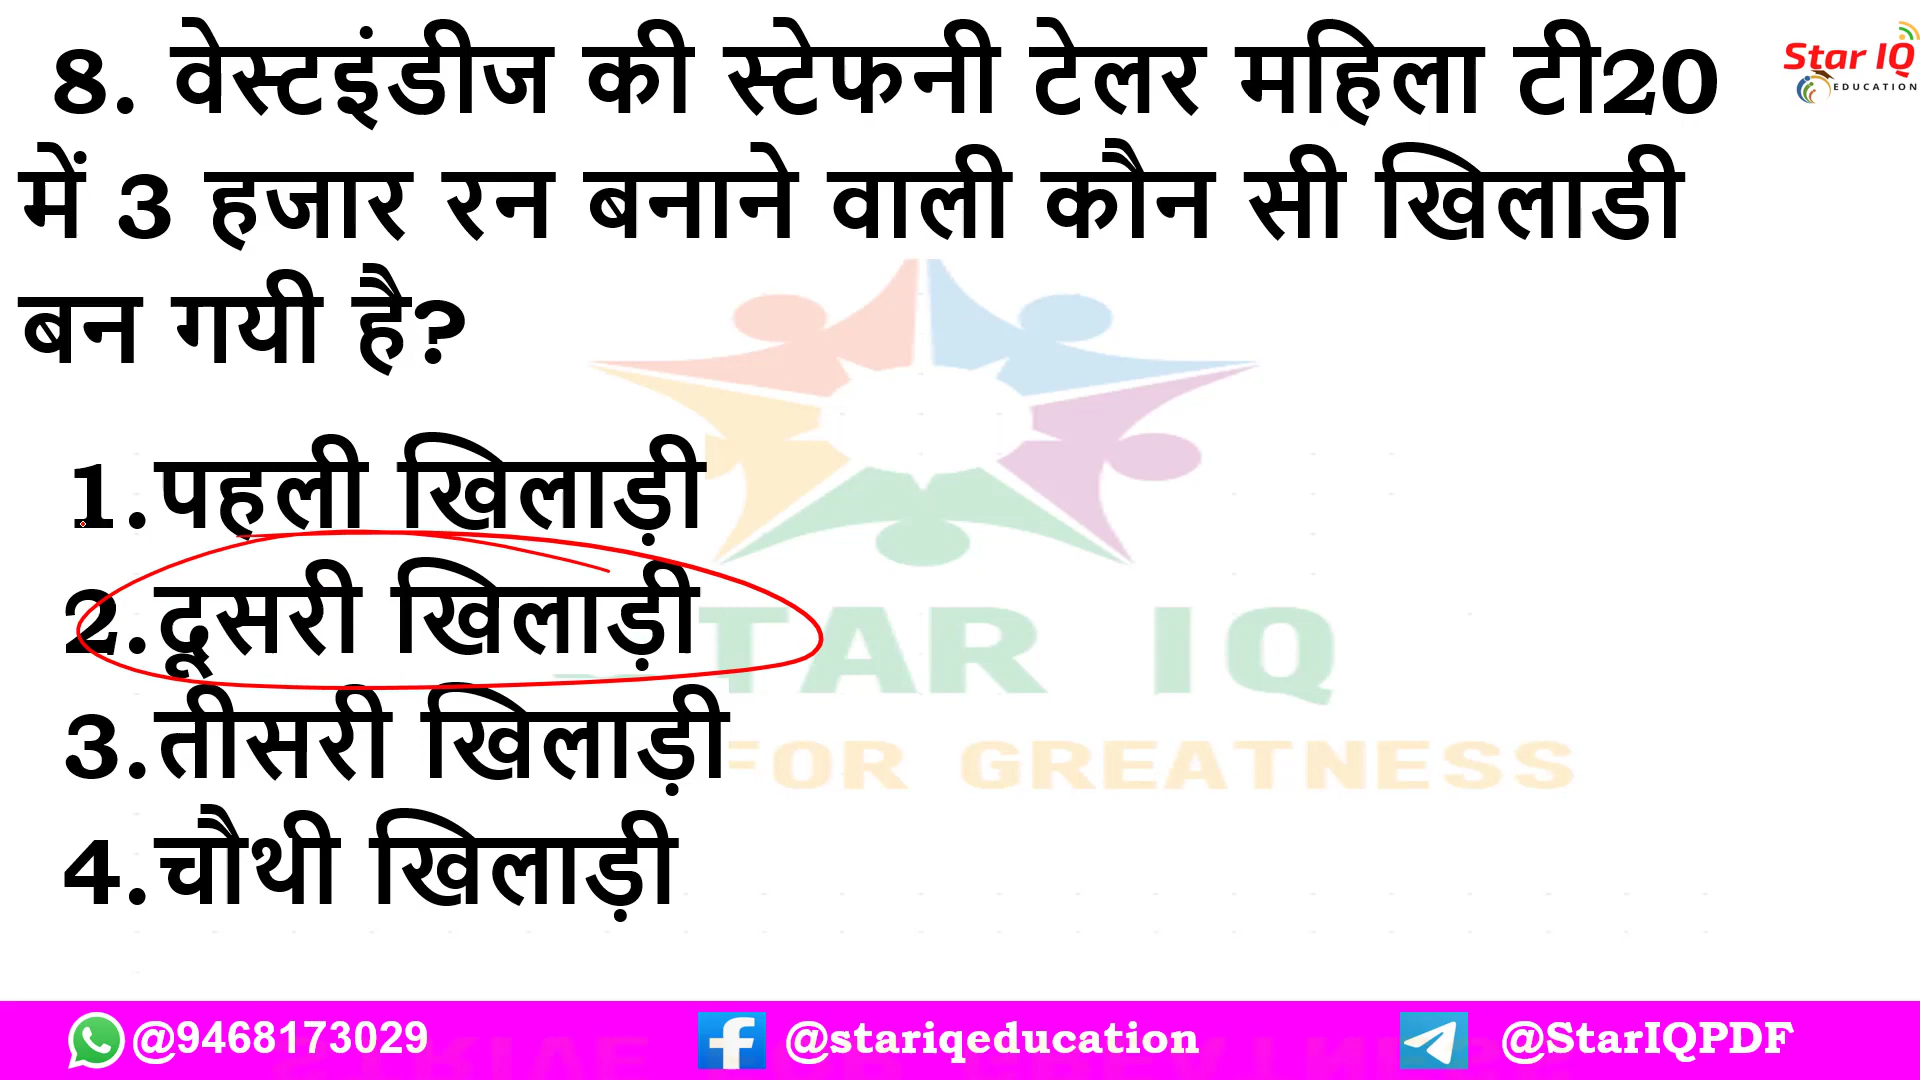 8. वेस्टइंडीज की स्टेफनी टेलर महिला टी20
Star IQ
EDUCATION
में 3 हजार रन बनाने वाली कौन सी खिलाडी
बन गयी है?
1.पहली खिलाड़ी
2.दूसरी खिलाड़ी
3.तीसरी खिलाड़ी
4.चौथी खिलाड़ी
TAR IQ
FOR GREATNESS
@9468173029
@stariqeducation
@StarIQPDF